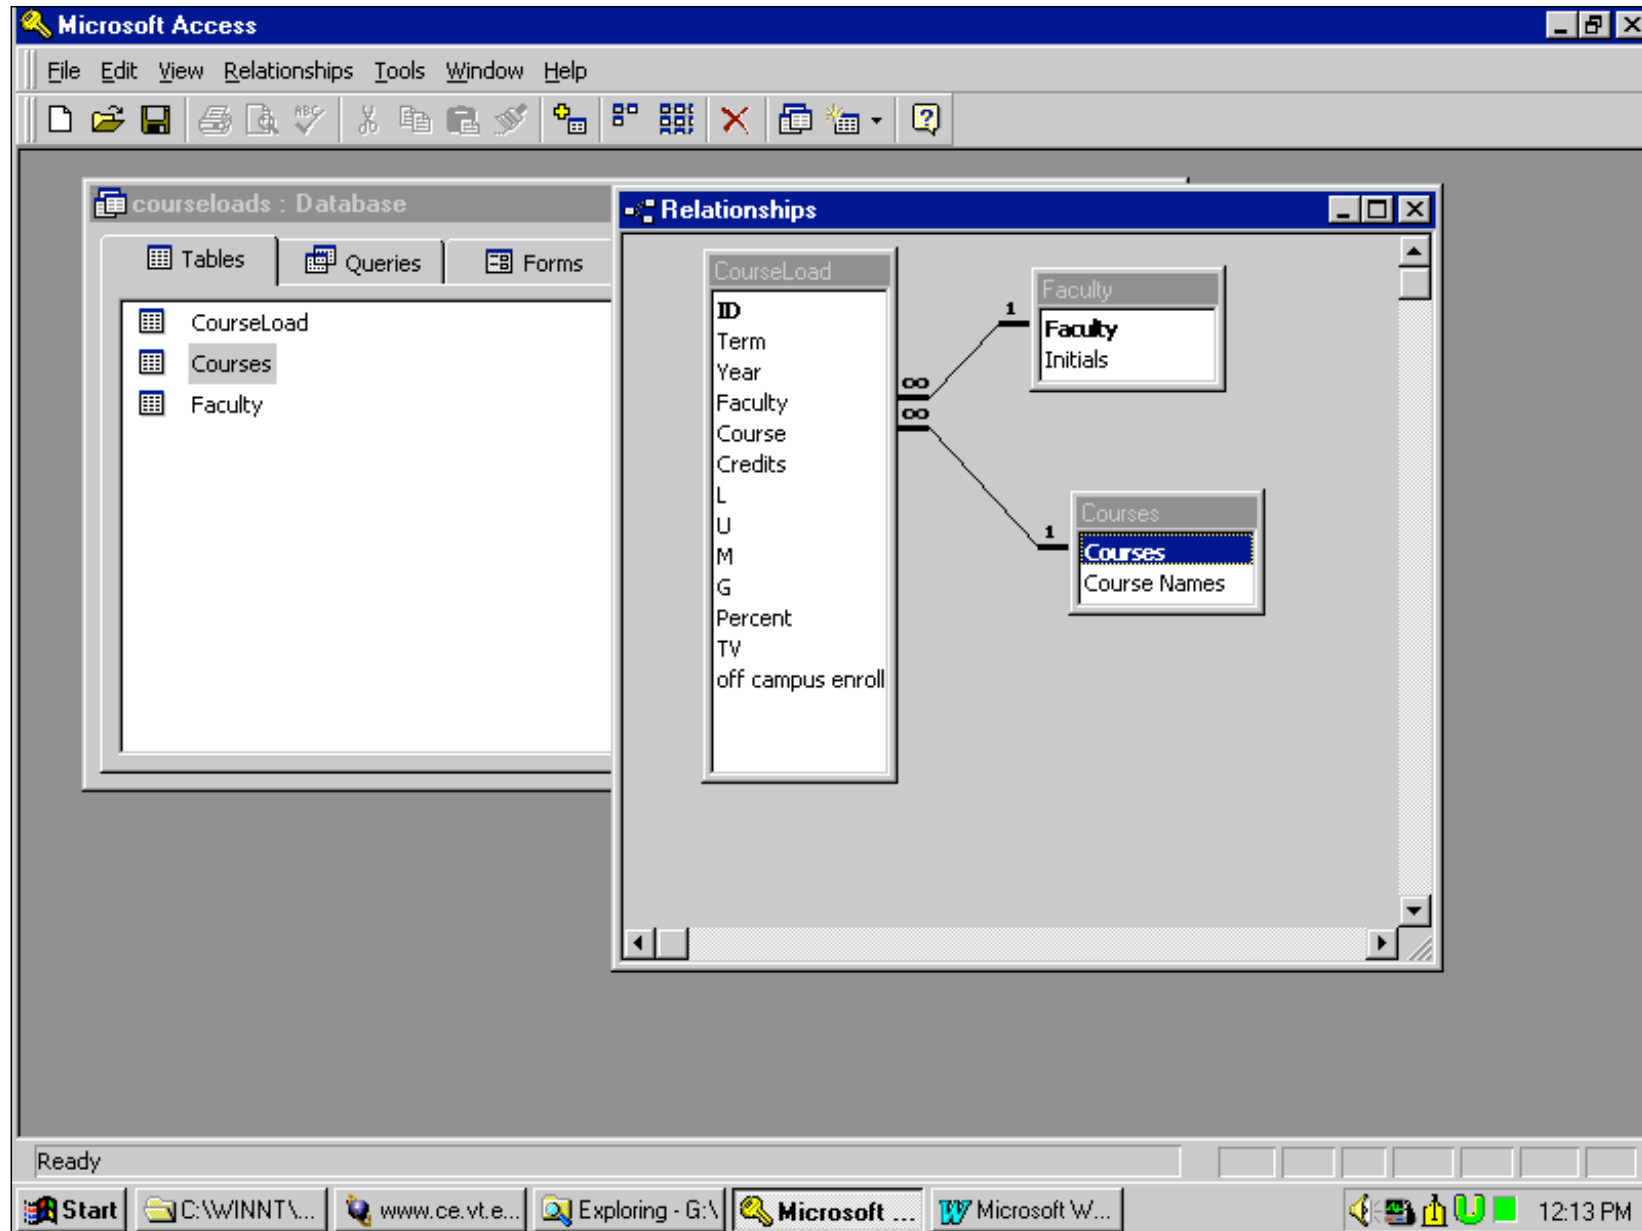 Microsoft Access
File Edit View Relationships Tools Window Help
ABC
courseloads : Database
Tables Queries Forms
CourseLoad
Courses
Faculty
Relationships
CourseLoad
ID
Term
Year
Faculty
Course
Credits
L
U
M
G
Percent
TV
off campus enroll
1
∞
Faculty
Faculty
Initials
∞
1
Courses
Courses
Course Names
Ready
Start C:\WINNT\... www.ce.vt.e... Exploring - G:\ Microsoft ... Microsoft W... 12:13 PM